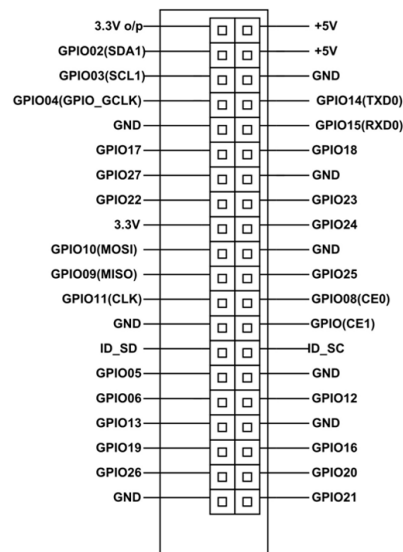 3.3V o/p +5V
GPIO02(SDA1) +5V
GPIO03(SCL1) GND
GPIO04(GPIO_GCLK) GPIO14(TXD0)
GND GPIO15(RXD0)
GPIO17 GPIO18
GPIO27 GND
GPIO22 GPIO23
3.3V GPIO24
GPIO10(MOSI) GND
GPIO09(MISO) GPIO25
GPIO11(CLK) GPIO08(CE0)
GND GPIO(CE1)
ID_SD ID_SC
GPIO05 GND
GPIO06 GPIO12
GPIO13 GND
GPIO19 GPIO16
GPIO26 GPIO20
GND GPIO21